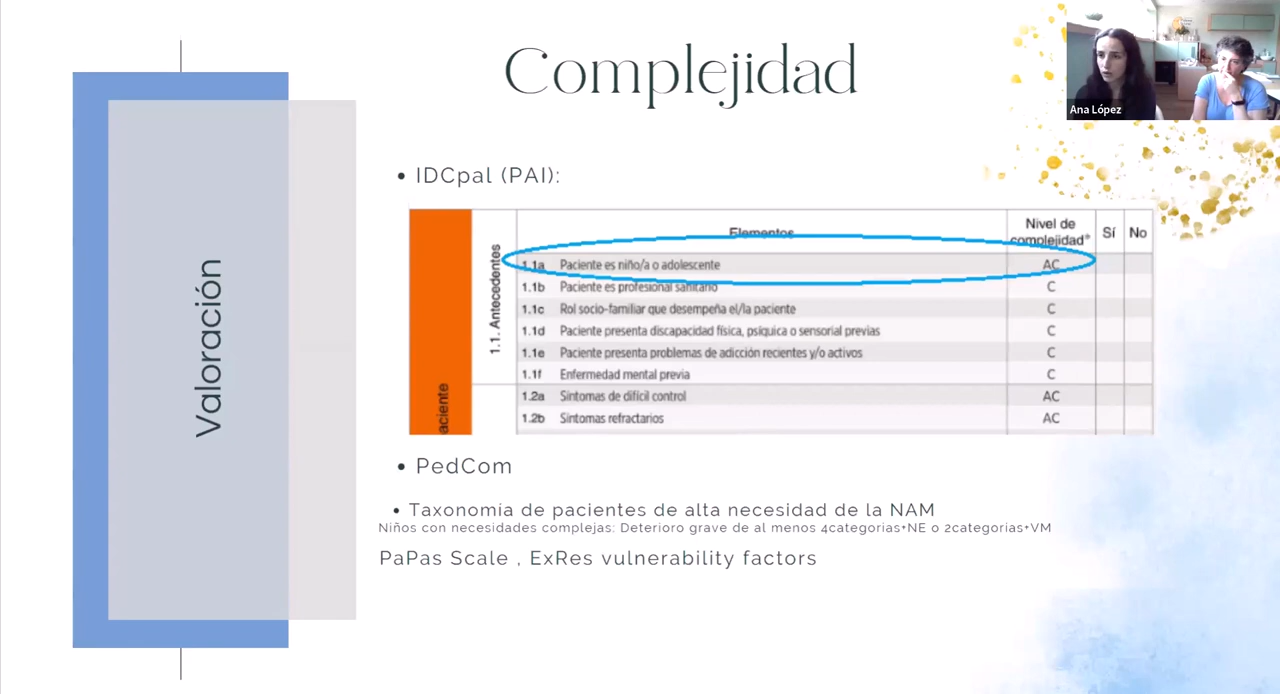 Complejidad
Ana López
Valoración
• IDCpal (PAI):
Elementos
Nivel de
complejidad*
Sí
No
1.1. Antecedentes
1.1a Paciente es niño/a o adolescente AC
1.1b Paciente es profesional sanitario C
1.1c Rol socio-familiar que desempeña el/la paciente C
1.1d Paciente presenta discapacidad física, psíquica o sensorial previas C
1.1e Paciente presenta problemas de adicción recientes y/o activos C
1.1f Enfermedad mental previa C
aciente
1.2a Síntomas de difícil control AC
1.2b Síntomas refractarios AC
• PedCom
• Taxonomia de pacientes de alta necesidad de la NAM
Niños con necesidades complejas: Deterioro grave de al menos 4categorias+NE o 2categorias+VM
PaPas Scale , ExRes vulnerability factors